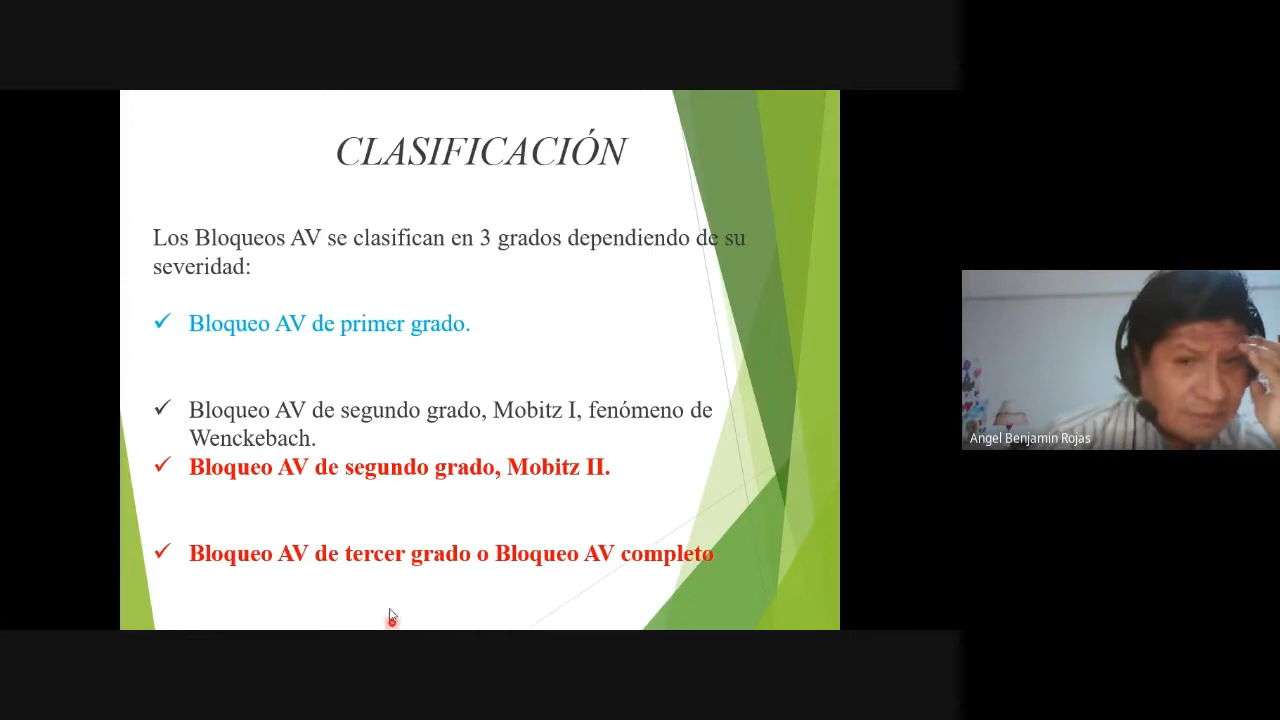 CLASIFICACIÓN
Los Bloqueos AV se clasifican en 3 grados dependiendo de su
severidad:
Bloqueo AV de primer grado.
Bloqueo AV de segundo grado, Mobitz I, fenómeno de
Wenckebach.
Bloqueo AV de segundo grado, Mobitz II.
Bloqueo AV de tercer grado o Bloqueo AV completo
Angel Benjamin Rojas